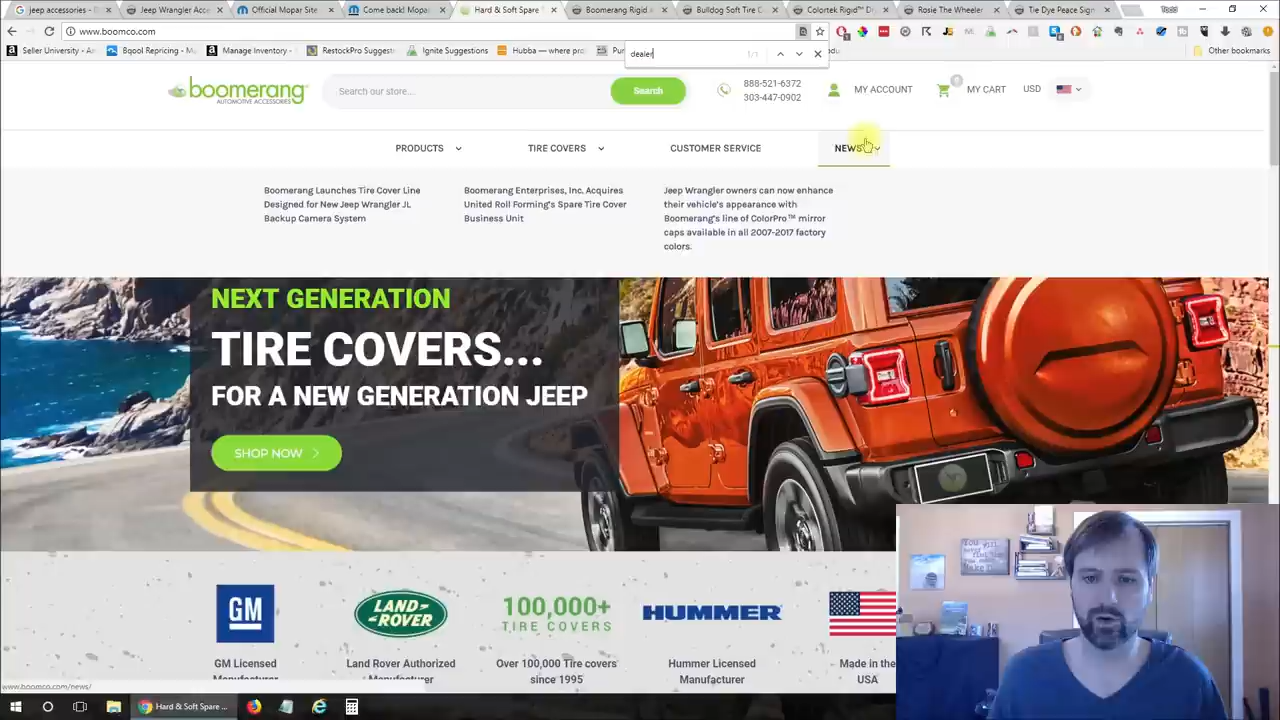 jeep accessories - B
Jeep Wrangler Acce
Official Mopar Site
Come back! Mopar
Hard & Soft Spare
Boomerang Rigid
Bulldog Soft Tire C
Colortek Rigid™ Di
Rosie The Wheeler
Tie Dye Peace Sign
Todd
www.boomco.com
Seller University - A
Bqool Repricing - M
Manage Inventory -
RestockPro Suggest
Ignite Suggestions
Hubba — where pro
Pur
Other bookmarks
dealer
1/1
boomerang
AUTOMOTIVE ACCESSORIES
Search our store...
Search
888-521-6372
303-447-0902
MY ACCOUNT
0
MY CART
USD
PRODUCTS
TIRE COVERS
CUSTOMER SERVICE
NEWS
Boomerang Launches Tire Cover Line
Designed for New Jeep Wrangler JL
Backup Camera System
Boomerang Enterprises, Inc. Acquires
United Roll Forming's Spare Tire Cover
Business Unit
Jeep Wrangler owners can now enhance
their vehicle's appearance with
Boomerang's line of ColorPro™ mirror
caps available in all 2007-2017 factory
colors.
NEXT GENERATION
TIRE COVERS...
FOR A NEW GENERATION JEEP
SHOP NOW
GM
LAND-
ROVER
100,000+
TIRE COVERS
HUMMER
GM Licensed
Manufacturer
Land Rover Authorized
Manufacturer
Over 100,000 Tire covers
since 1995
Hummer Licensed
Manufacturer
Made in the
USA
www.boomco.com/news/
Hard & Soft Spare ...